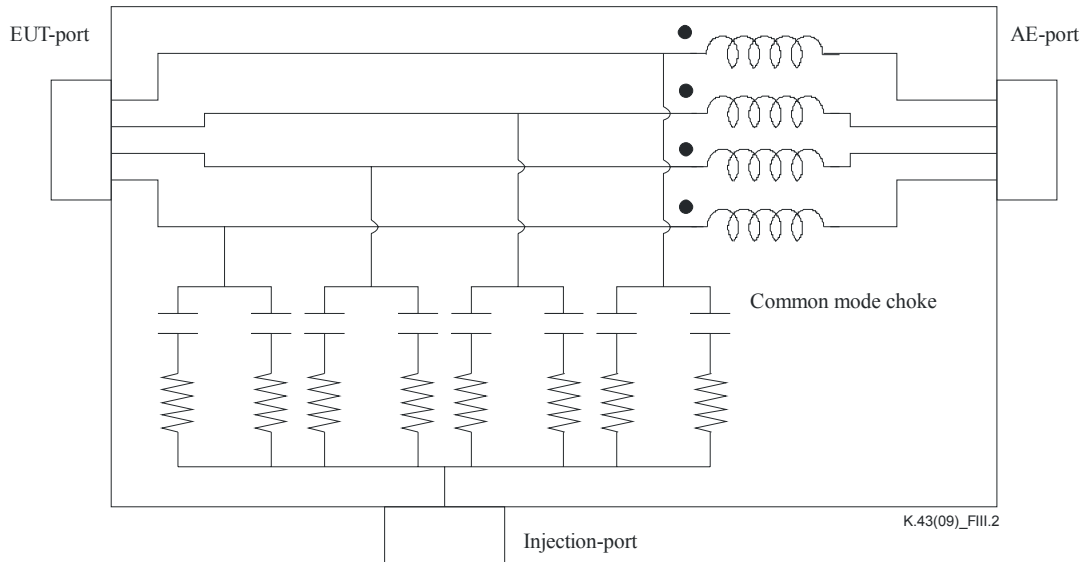 EUT-port
AE-port
Common mode choke
K.43(09)_FIII.2
Injection-port